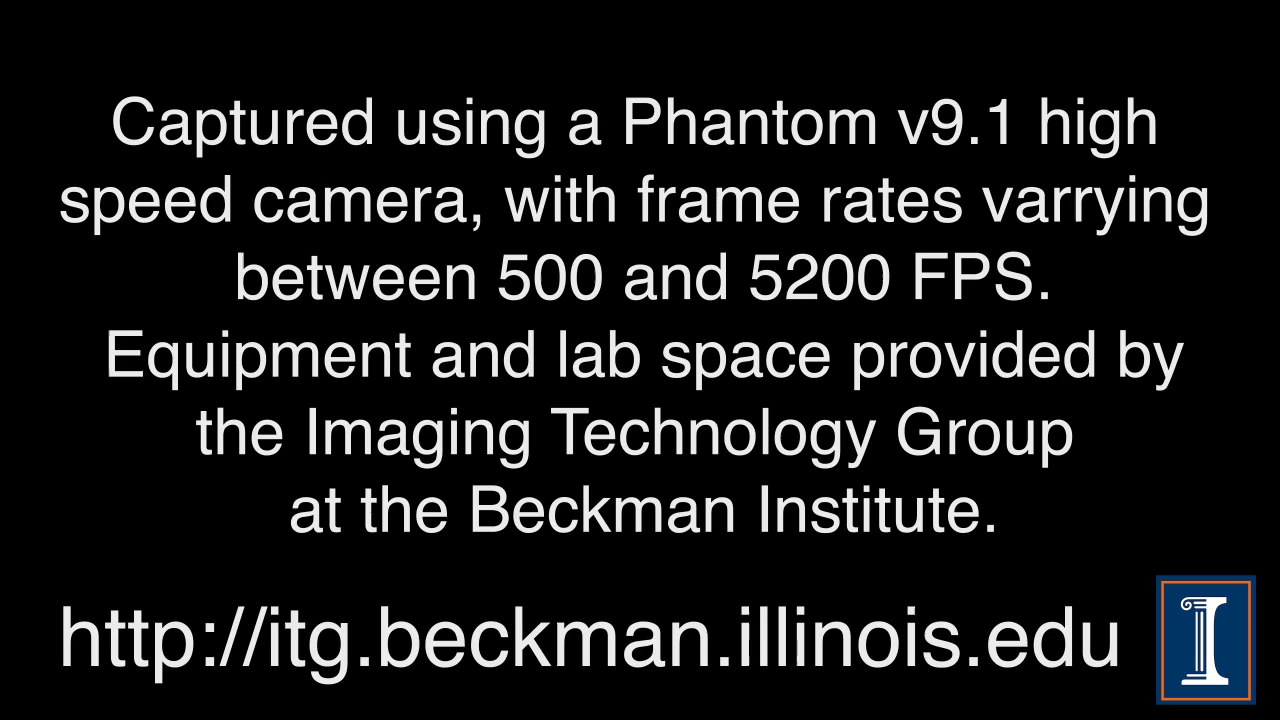 Captured using a Phantom v9.1 high
speed camera, with frame rates varrying
between 500 and 5200 FPS.
Equipment and lab space provided by
the Imaging Technology Group
at the Beckman Institute.
http://itg.beckman.illinois.edu
I